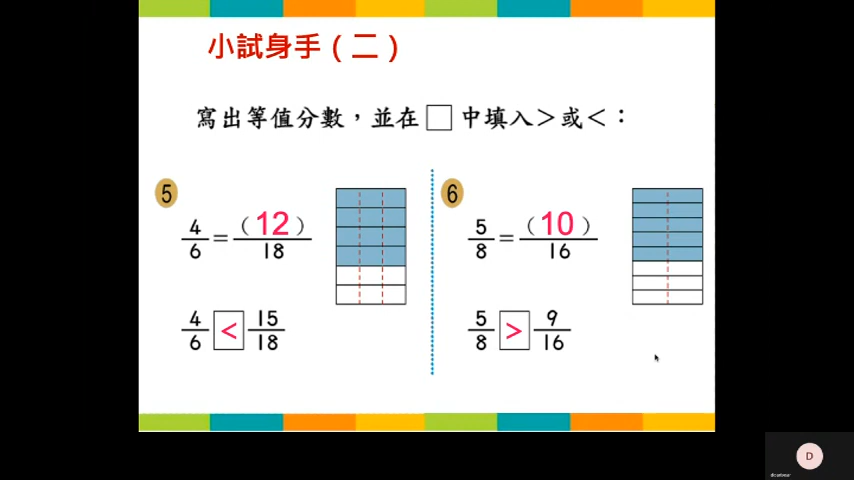 小試身手(二)
寫出等值分數，並在□中填入>或<：
5
4/6 = (12)/18
4/6 < 15/18
6
5/8 = (10)/16
5/8 > 9/16
D